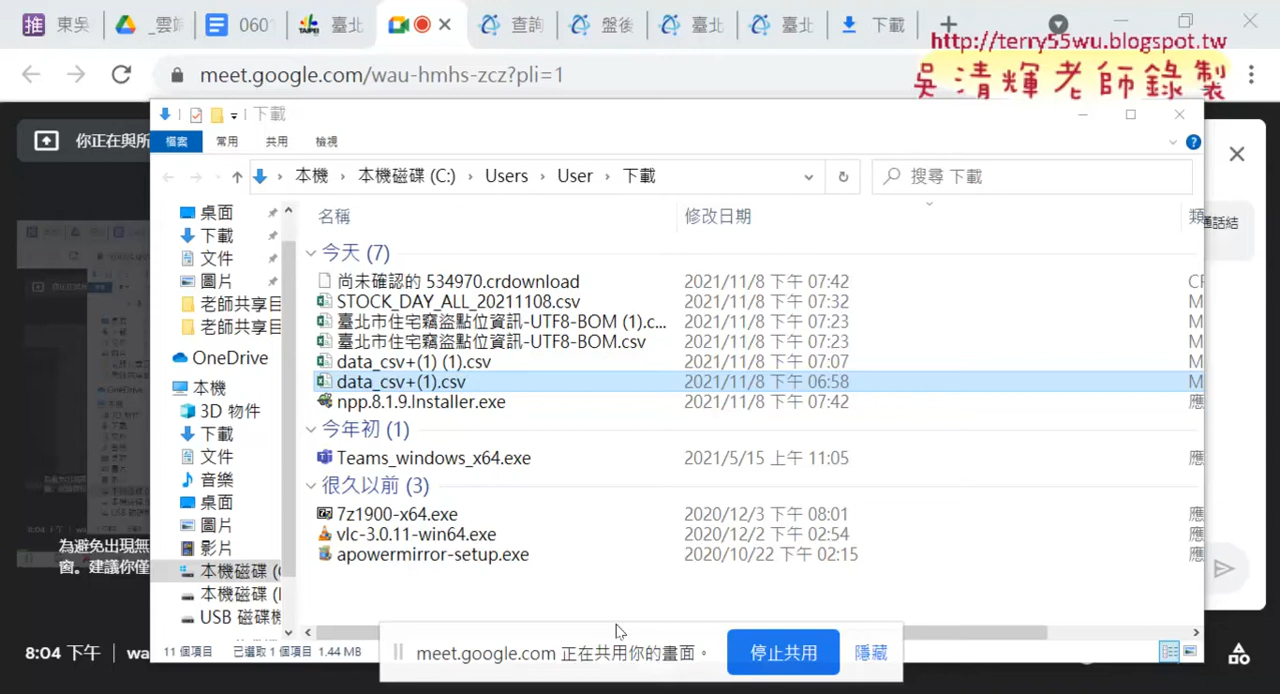 東吳
_雲端
060
臺北
查詢
盤後
臺北
臺北
下載
http://terry55wu.blogspot.tw
吳清輝老師錄製
meet.google.com/wau-hmhs-zcz?pli=1
下載
檔案 常用 共用 檢視
你正在與所
本機 本機磁碟 (C:) Users User 下載
搜尋 下載
桌面
下載
文件
圖片
老師共享目
老師共享目
OneDrive
本機
3D 物件
下載
文件
音樂
桌面
圖片
影片
本機磁碟 (
本機磁碟 (
USB 磁碟機
名稱 修改日期 類
今天 (7)
尚未確認的 534970.crdownload 2021/11/8 下午 07:42
STOCK_DAY_ALL_20211108.csv 2021/11/8 下午 07:32 M
臺北市住宅竊盜點位資訊-UTF8-BOM (1).c... 2021/11/8 下午 07:23 M
臺北市住宅竊盜點位資訊-UTF8-BOM.csv 2021/11/8 下午 07:23 M
data_csv+(1) (1).csv 2021/11/8 下午 07:07 M
data_csv+(1).csv 2021/11/8 下午 06:58 M
npp.8.1.9.Installer.exe 2021/11/8 下午 07:42 應
今年初 (1)
Teams_windows_x64.exe 2021/5/15 上午 11:05 應
很久以前 (3)
7z1900-x64.exe 2020/12/3 下午 08:01 應
vlc-3.0.11-win64.exe 2020/12/2 下午 02:54 應
apowermirror-setup.exe 2020/10/22 下午 02:15 應
通話結
為避免出現無
窗。建議你僅
11 個項目 已選取 1 個項目 1.44 MB
meet.google.com 正在共用你的畫面。
停止共用
隱藏
8:04 下午 wa